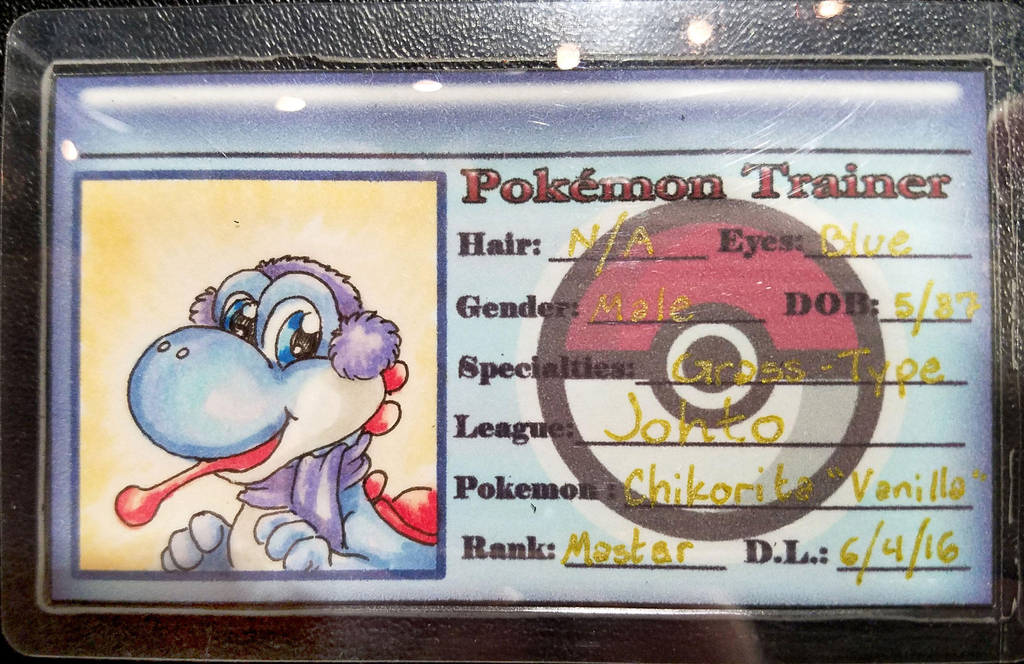 Pokémon Trainer
Hair: N/A Eyes: Blue
Gender: Male DOB: 5/87
Specialties: Grass-Type
League: Johto
Pokemon: Chikorita "Vanilla"
Rank: Master D.L.: 6/4/16